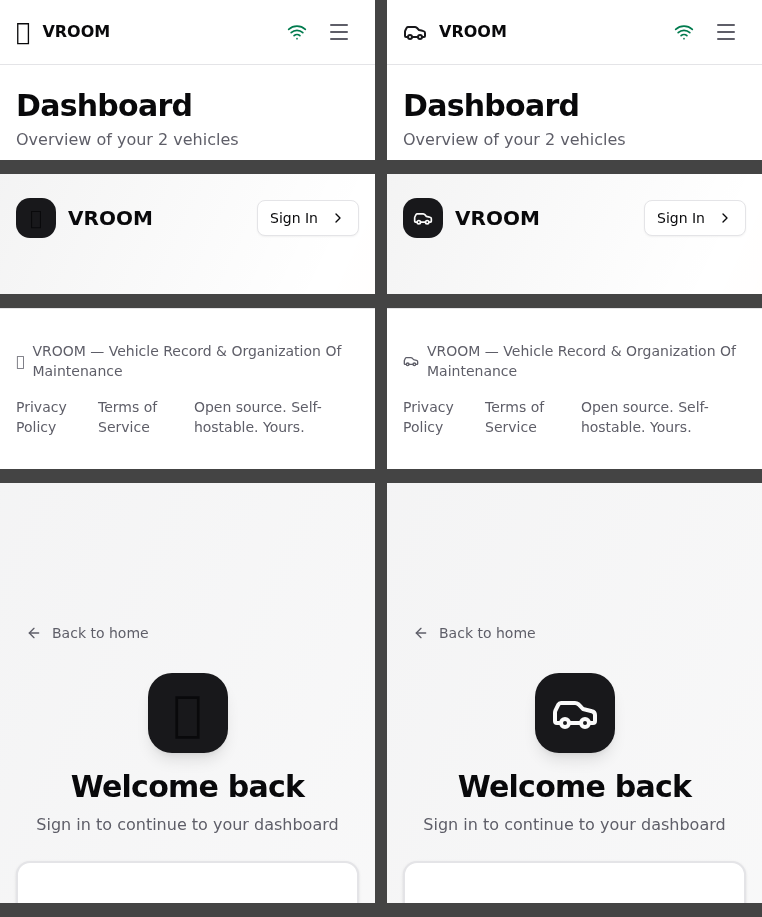 VROOM
Dashboard
Overview of your 2 vehicles
VROOM
Dashboard
Overview of your 2 vehicles
VROOM
Sign In
VROOM
Sign In
VROOM — Vehicle Record & Organization Of
Maintenance
Privacy
Policy
Terms of
Service
Open source. Self-
hostable. Yours.
VROOM — Vehicle Record & Organization Of
Maintenance
Privacy
Policy
Terms of
Service
Open source. Self-
hostable. Yours.
Back to home
Welcome back
Sign in to continue to your dashboard
Back to home
Welcome back
Sign in to continue to your dashboard